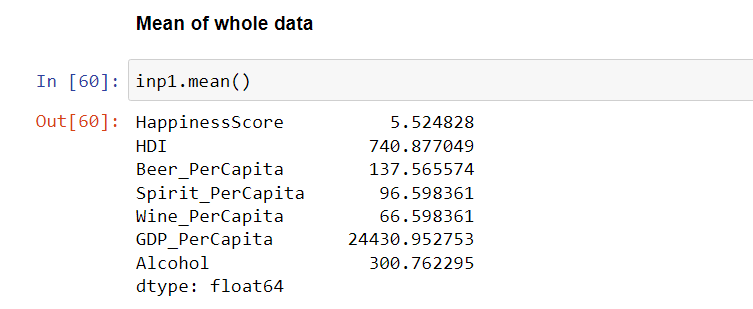 Mean of whole data
In [60]: inp1.mean()
Out[60]: HappinessScore 5.524828
HDI 740.877049
Beer_PerCapita 137.565574
Spirit_PerCapita 96.598361
Wine_PerCapita 66.598361
GDP_PerCapita 24430.952753
Alcohol 300.762295
dtype: float64